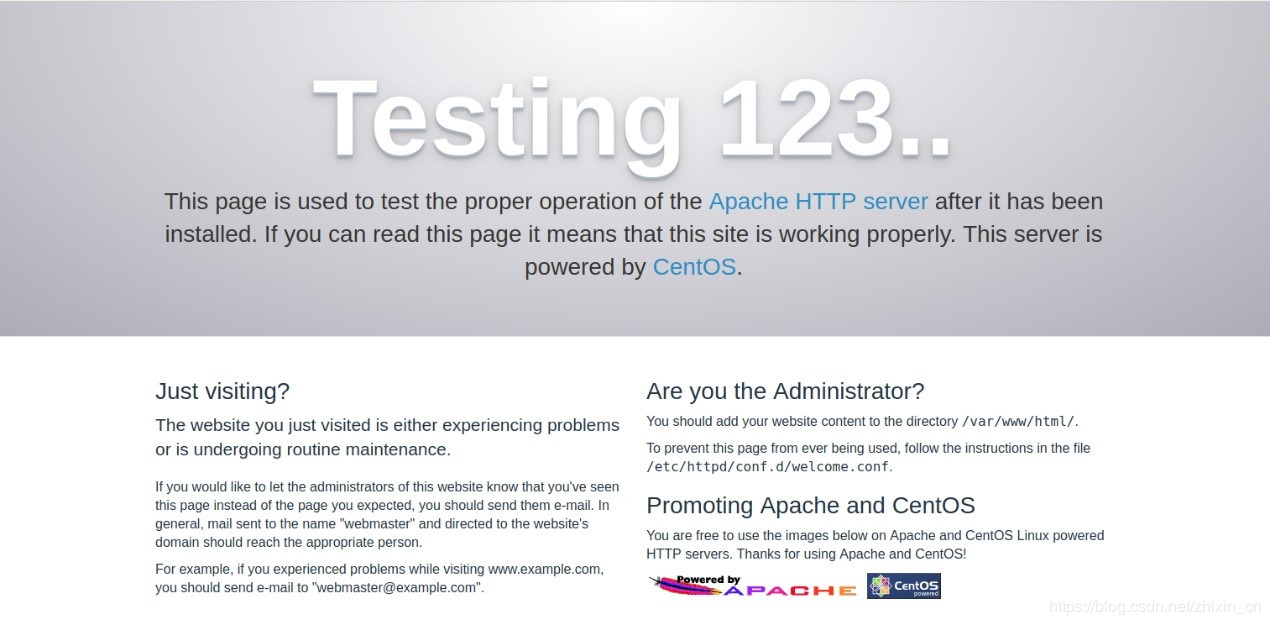 Testing 123..
This page is used to test the proper operation of the Apache HTTP server after it has been
installed. If you can read this page it means that this site is working properly. This server is
powered by CentOS.
Just visiting?
The website you just visited is either experiencing problems
or is undergoing routine maintenance.
If you would like to let the administrators of this website know that you've seen
this page instead of the page you expected, you should send them e-mail. In
general, mail sent to the name "webmaster" and directed to the website's
domain should reach the appropriate person.
For example, if you experienced problems while visiting www.example.com,
you should send e-mail to "webmaster@example.com".
Are you the Administrator?
You should add your website content to the directory /var/www/html/.
To prevent this page from ever being used, follow the instructions in the file
/etc/httpd/conf.d/welcome.conf.
Promoting Apache and CentOS
You are free to use the images below on Apache and CentOS Linux powered
HTTP servers. Thanks for using Apache and CentOS!
Powered by
APACHE
CentOS
powered
https://blog.csdn.net/zhixin_cn